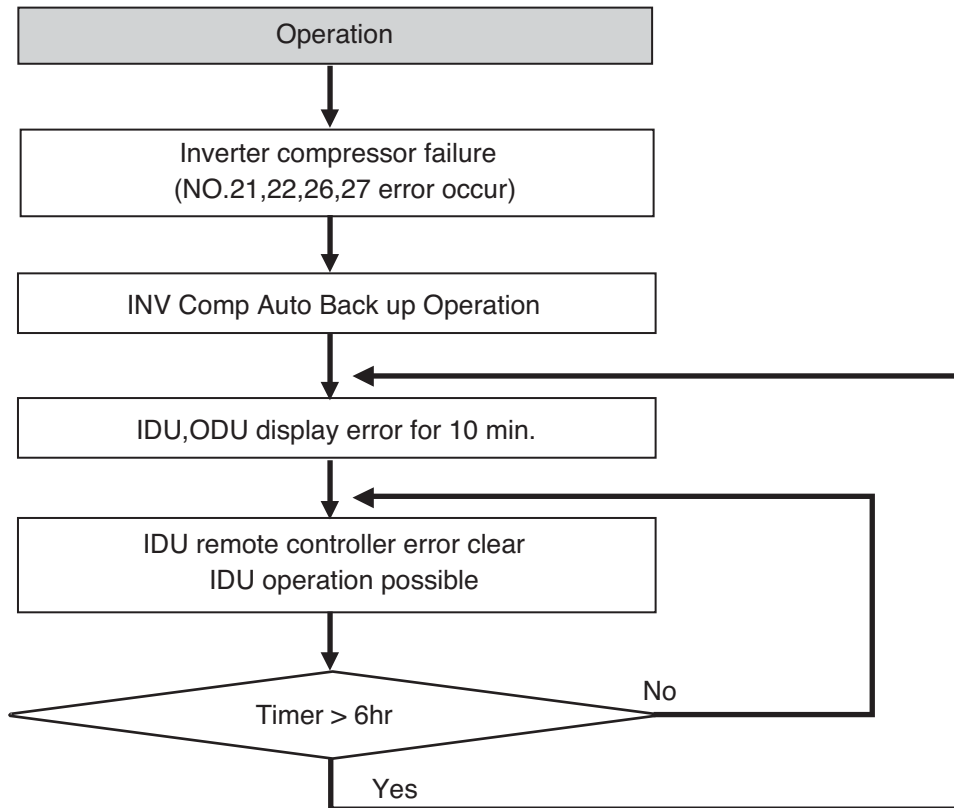 Operation
Inverter compressor failure
(NO.21,22,26,27 error occur)
INV Comp Auto Back up Operation
IDU,ODU display error for 10 min.
IDU remote controller error clear
IDU operation possible
Timer > 6hr
No
Yes